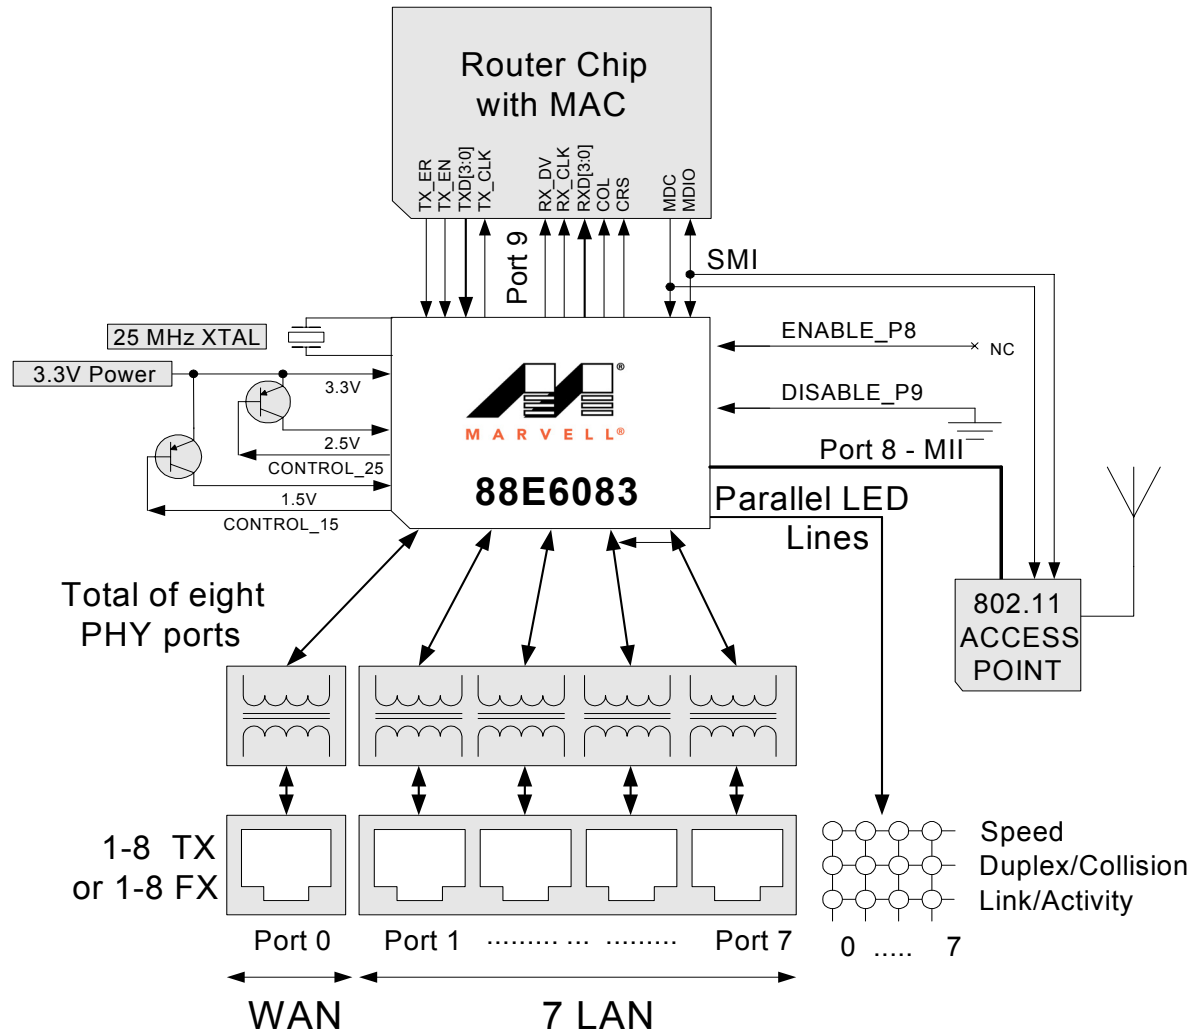 Router Chip
with MAC
TX_ER
TX_EN
TXD[3:0]
TX_CLK
RX_DV
RX_CLK
RXD[3:0]
COL
CRS
MDC
MDIO
Port 9
SMI
25 MHz XTAL
3.3V Power
3.3V
2.5V
CONTROL_25
1.5V
CONTROL_15
ENABLE_P8
NC
DISABLE_P9
MARVELL®
®
88E6083
Port 8 - MII
Parallel LED
Lines
Total of eight
PHY ports
802.11
ACCESS
POINT
1-8 TX
or 1-8 FX
Speed
Duplex/Collision
Link/Activity
Port 0
Port 1 ......... ... ......... Port 7
0 ..... 7
WAN
7 LAN